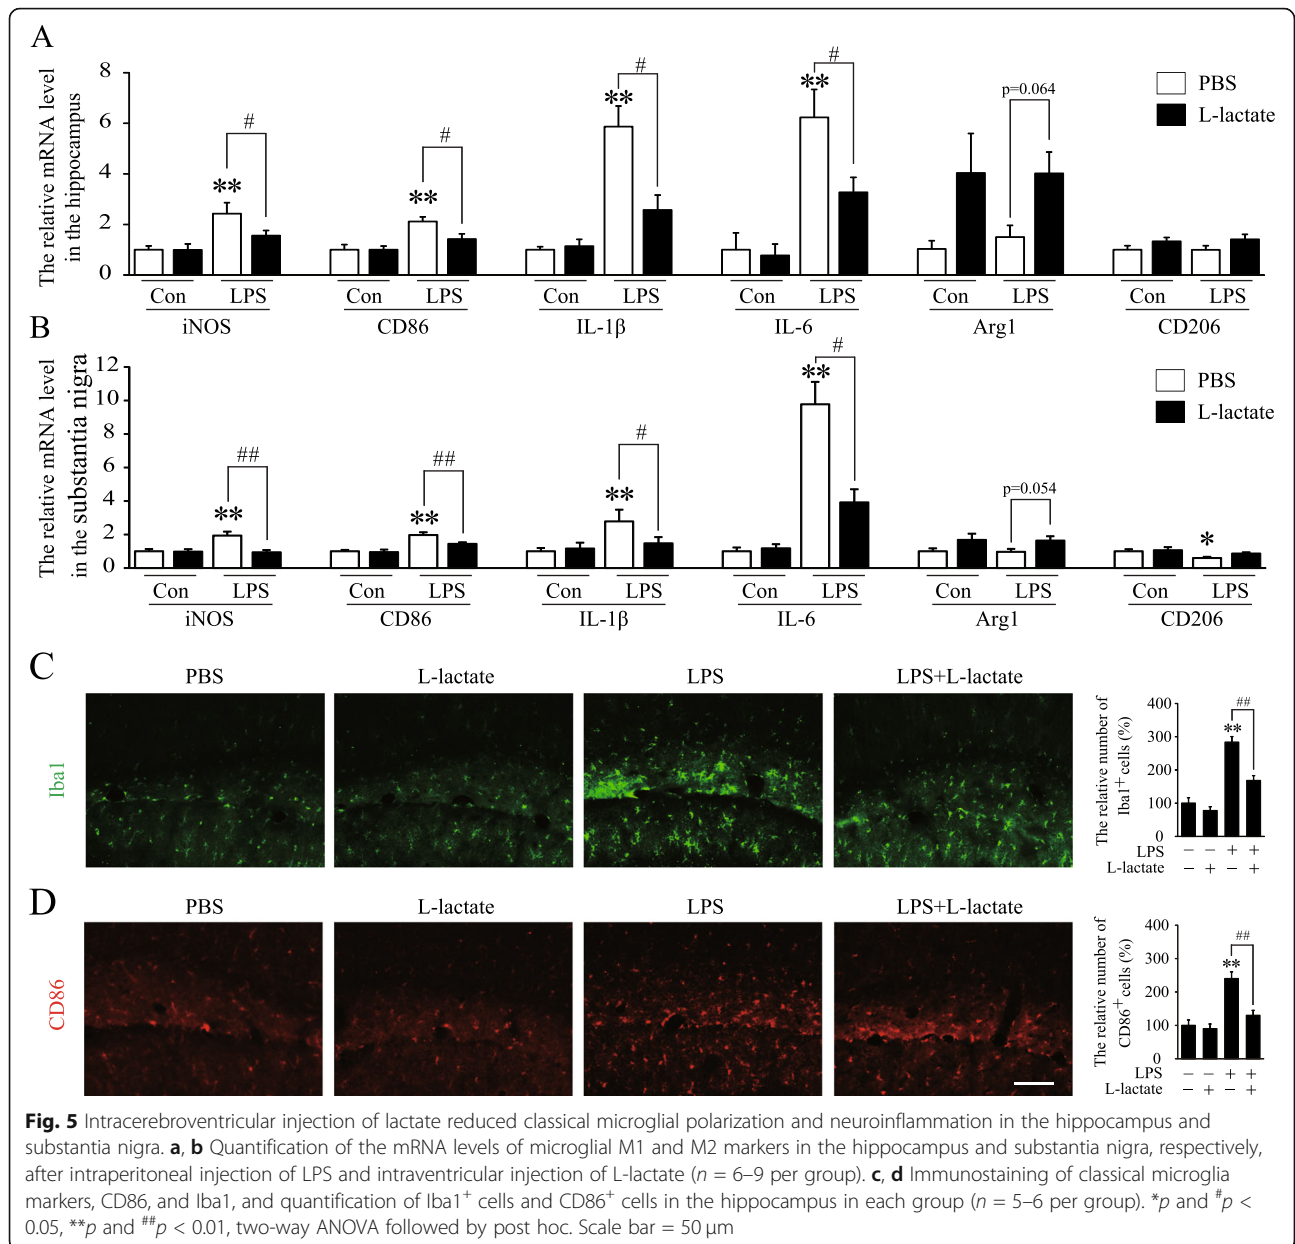 A
The relative mRNA level
in the hippocampus
8
6
4
2
0
#
**
#
**
#
**
#
**
p=0.064
PBS
L-lactate
Con LPS Con LPS Con LPS Con LPS Con LPS Con LPS
iNOS CD86 IL-1β IL-6 Arg1 CD206
B
The relative mRNA level
in the substantia nigra
12
10
8
6
4
2
0
##
**
##
**
#
**
#
**
p=0.054
*
PBS
L-lactate
Con LPS Con LPS Con LPS Con LPS Con LPS Con LPS
iNOS CD86 IL-1β IL-6 Arg1 CD206
C
PBS L-lactate LPS LPS+L-lactate
Iba1
The relative number of
Iba1+ cells (%)
400
300
200
100
0
##
**
LPS − − + +
L-lactate − + − +
D
PBS L-lactate LPS LPS+L-lactate
CD86
The relative number of
CD86+ cells (%)
400
300
200
100
0
##
**
LPS − − + +
L-lactate − + − +
Fig. 5 Intracerebroventricular injection of lactate reduced classical microglial polarization and neuroinflammation in the hippocampus and
substantia nigra. a, b Quantification of the mRNA levels of microglial M1 and M2 markers in the hippocampus and substantia nigra, respectively,
after intraperitoneal injection of LPS and intraventricular injection of L-lactate (n = 6–9 per group). c, d Immunostaining of classical microglia
markers, CD86, and Iba1, and quantification of Iba1+ cells and CD86+ cells in the hippocampus in each group (n = 5–6 per group). *p and #p <
0.05, **p and ##p < 0.01, two-way ANOVA followed by post hoc. Scale bar = 50 μm